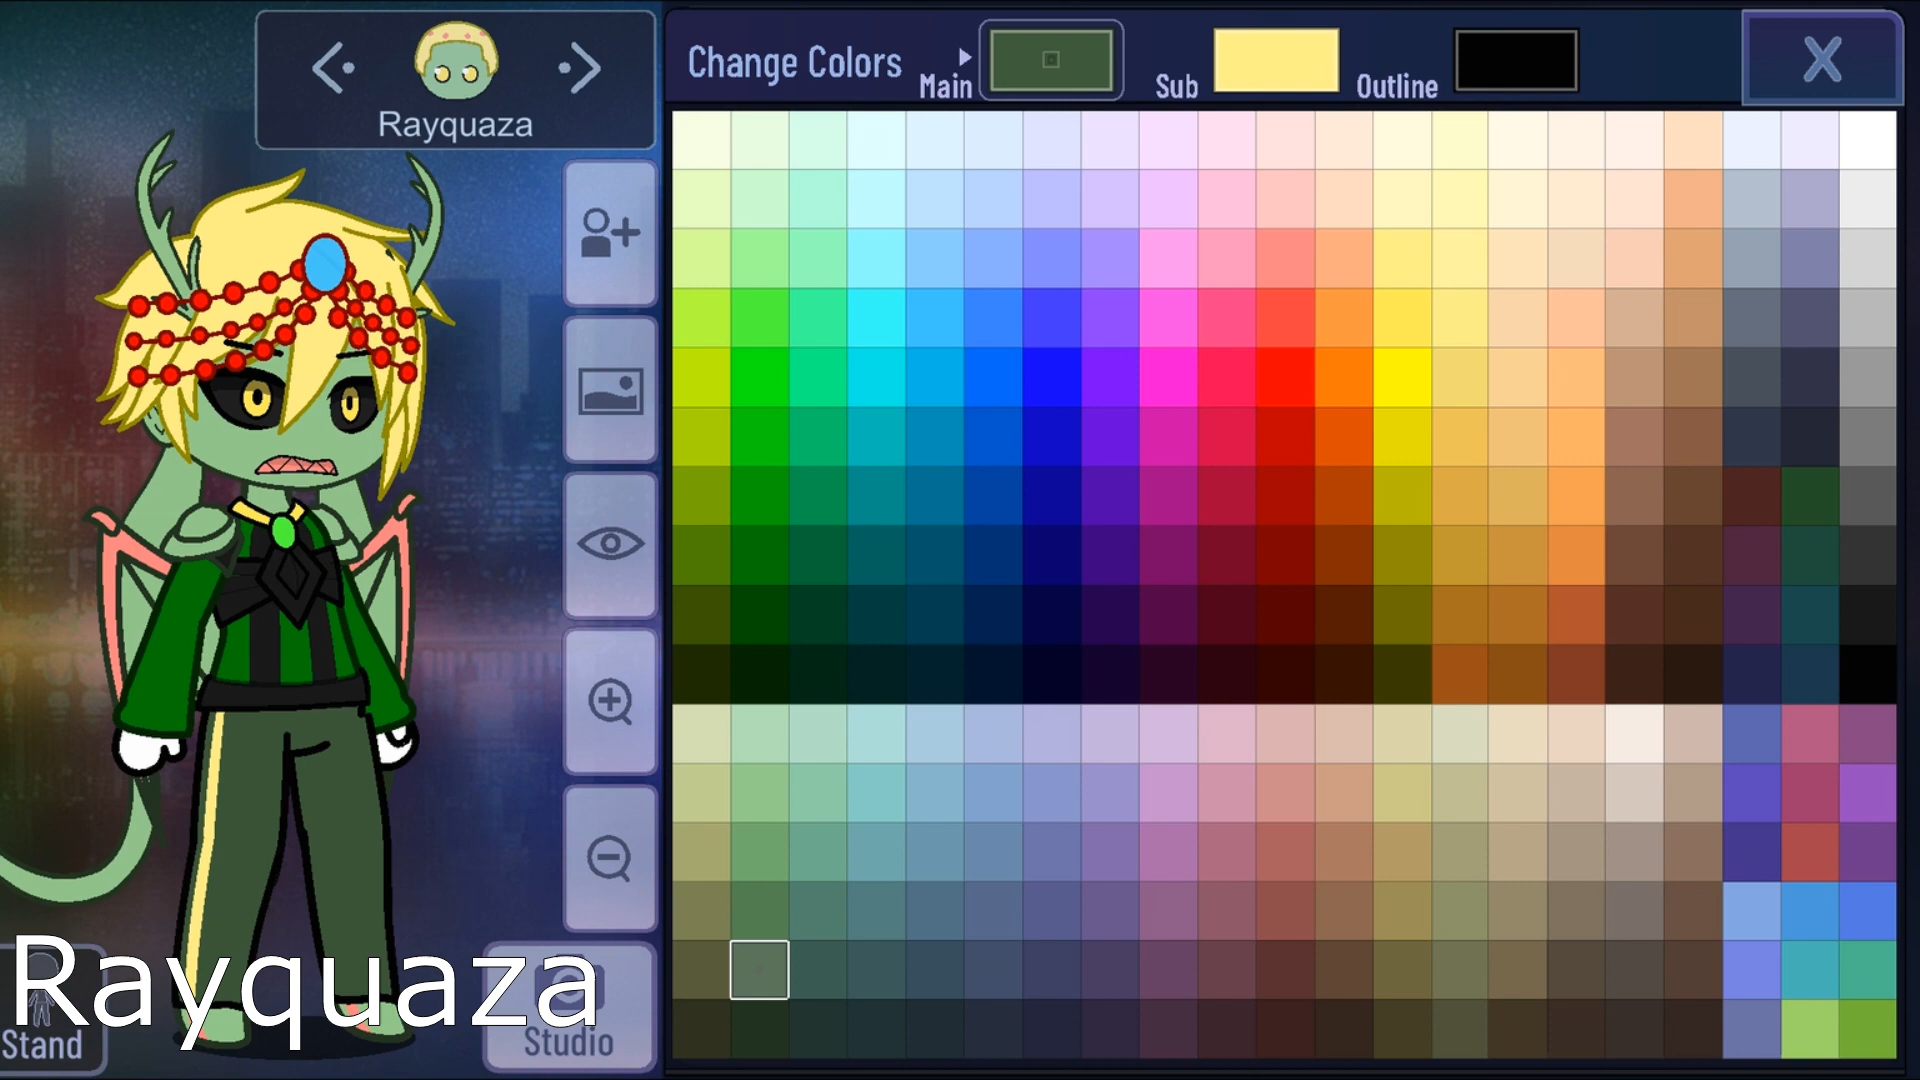 Rayquaza
Change Colors
Main
Sub
Outline
X
Rayquaza
Stand
Studio